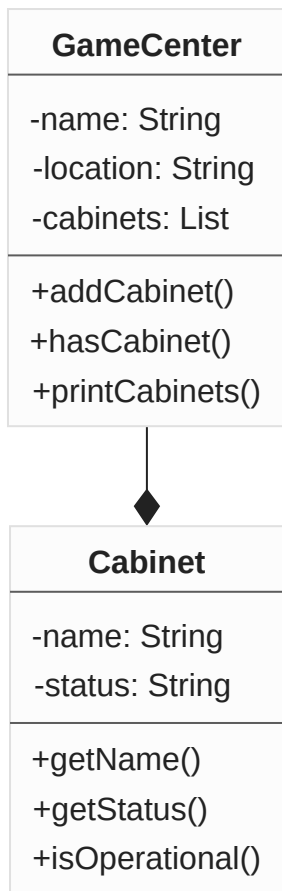 GameCenter
-name: String
-location: String
-cabinets: List
+addCabinet()
+hasCabinet()
+printCabinets()
Cabinet
-name: String
-status: String
+getName()
+getStatus()
+isOperational()